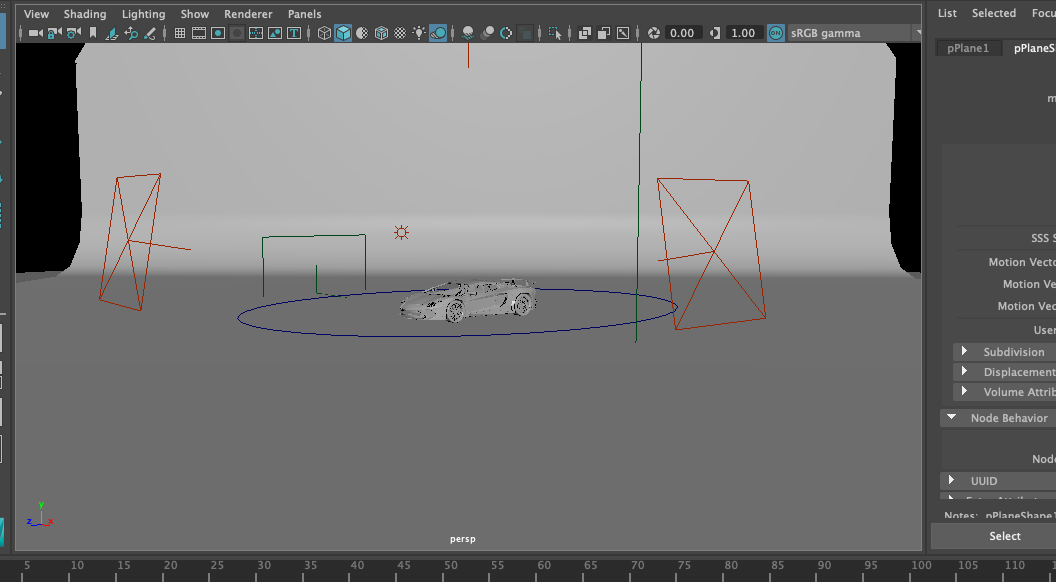 View Shading Lighting Show Renderer Panels
List Selected Focu
0.00 1.00 ON sRGB gamma
pPlane1 pPlaneS
m
SSS S
Motion Vecto
Motion Ve
Motion Vec
User
Subdivision
Displacement
Volume Attrib
Node Behavior
Node
UUID
Notes: pPlaneShape1
Y
Z X
persp
Select
5 10 15 20 25 30 35 40 45 50 55 60 65 70 75 80 85 90 95 100 105 110